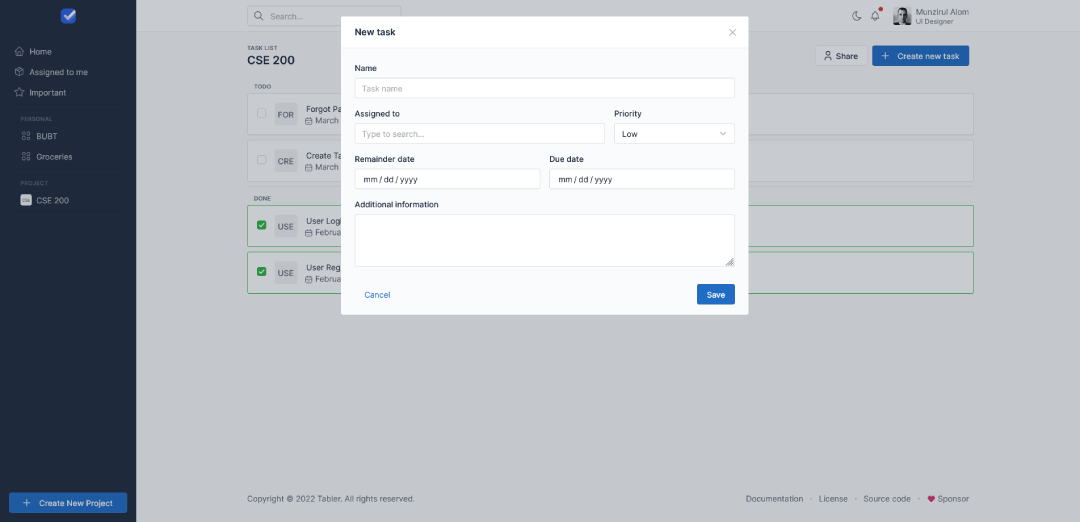 Home
Assigned to me
Important
PERSONAL
BUBT
Groceries
PROJECT
CSE 200
Create New Project
Search...
Munzirul Alom
UI Designer
TASK LIST
CSE 200
Share
Create new task
TODO
FOR
Forgot Pa
March
CRE
Create Ta
March
DONE
USE
User Logi
Februa
USE
User Reg
Februa
New task
Name
Task name
Assigned to
Priority
Type to search...
Low
Remainder date
Due date
mm / dd / yyyy
mm / dd / yyyy
Additional information
Cancel
Save
Copyright © 2022 Tabler. All rights reserved.
Documentation · License · Source code · Sponsor